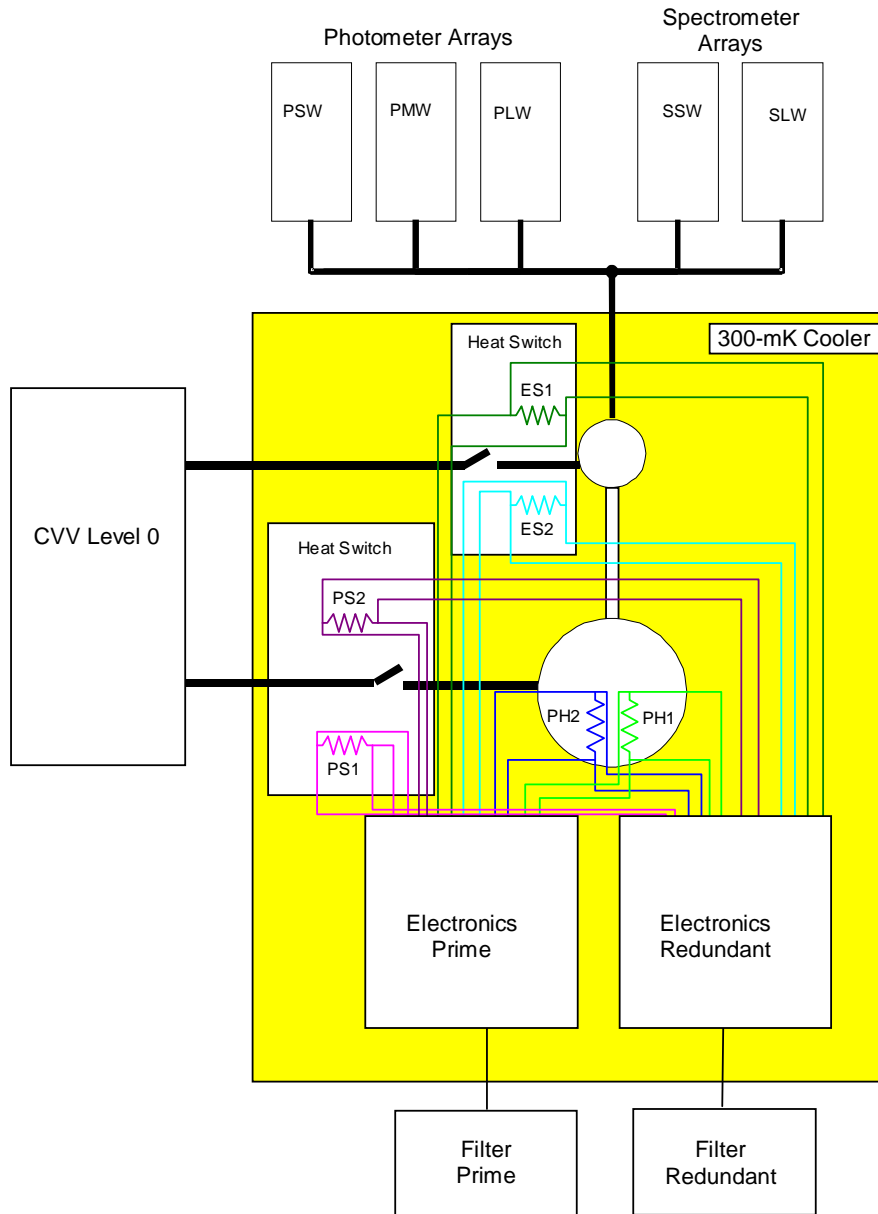 Photometer Arrays
Spectrometer
Arrays
PSW
PMW
PLW
SSW
SLW
300-mK Cooler
Heat Switch
ES1
CVV Level 0
ES2
Heat Switch
PS2
PH2
PH1
PS1
Electronics
Prime
Electronics
Redundant
Filter
Prime
Filter
Redundant